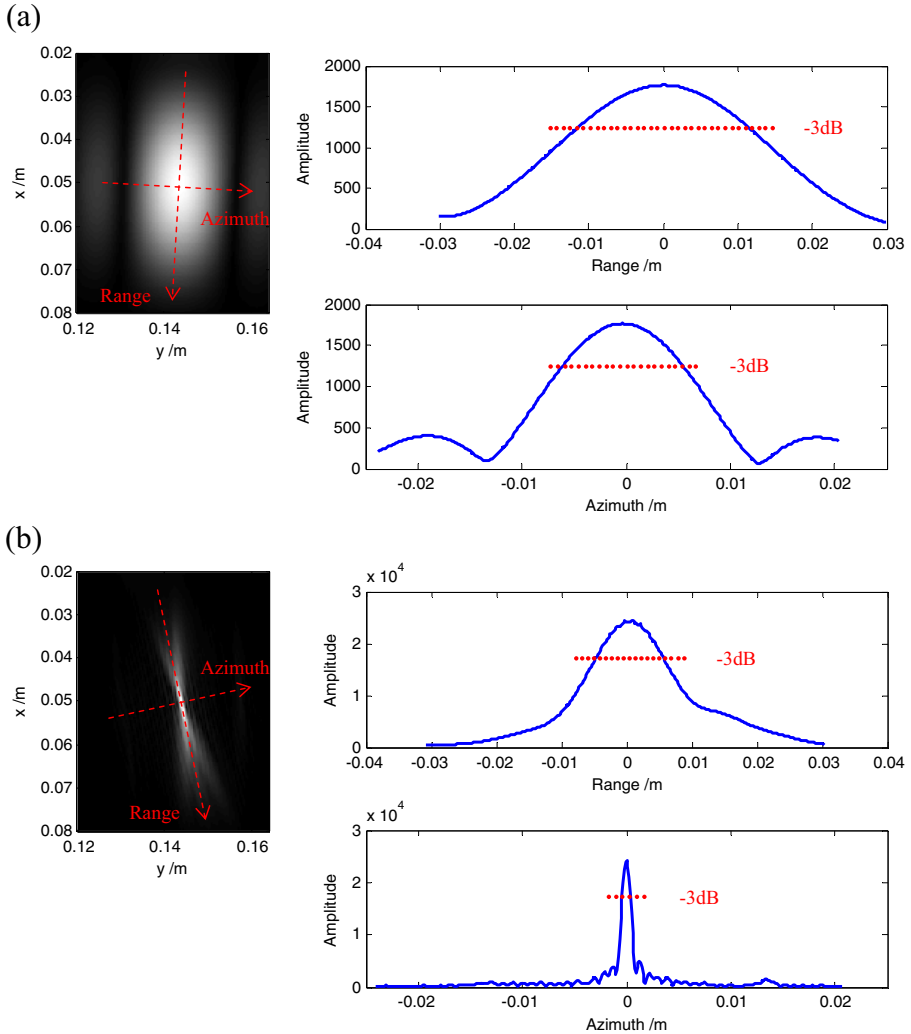 (a)
0.02
0.03
0.04
0.05
0.06
0.07
0.08
x /m
0.12
0.14
0.16
y /m
Azimuth
Range
2000
1500
1000
500
0
Amplitude
-3dB
-0.04
-0.03
-0.02
-0.01
0
0.01
0.02
0.03
Range /m
2000
1500
1000
500
0
Amplitude
-3dB
-0.02
-0.01
0
0.01
0.02
Azimuth /m
(b)
0.02
0.03
0.04
0.05
0.06
0.07
0.08
x /m
0.12
0.14
0.16
y /m
Azimuth
Range
x 10^4
3
2
1
0
Amplitude
-3dB
-0.04
-0.03
-0.02
-0.01
0
0.01
0.02
0.03
0.04
Range /m
x 10^4
3
2
1
0
Amplitude
-3dB
-0.02
-0.01
0
0.01
0.02
Azimuth /m